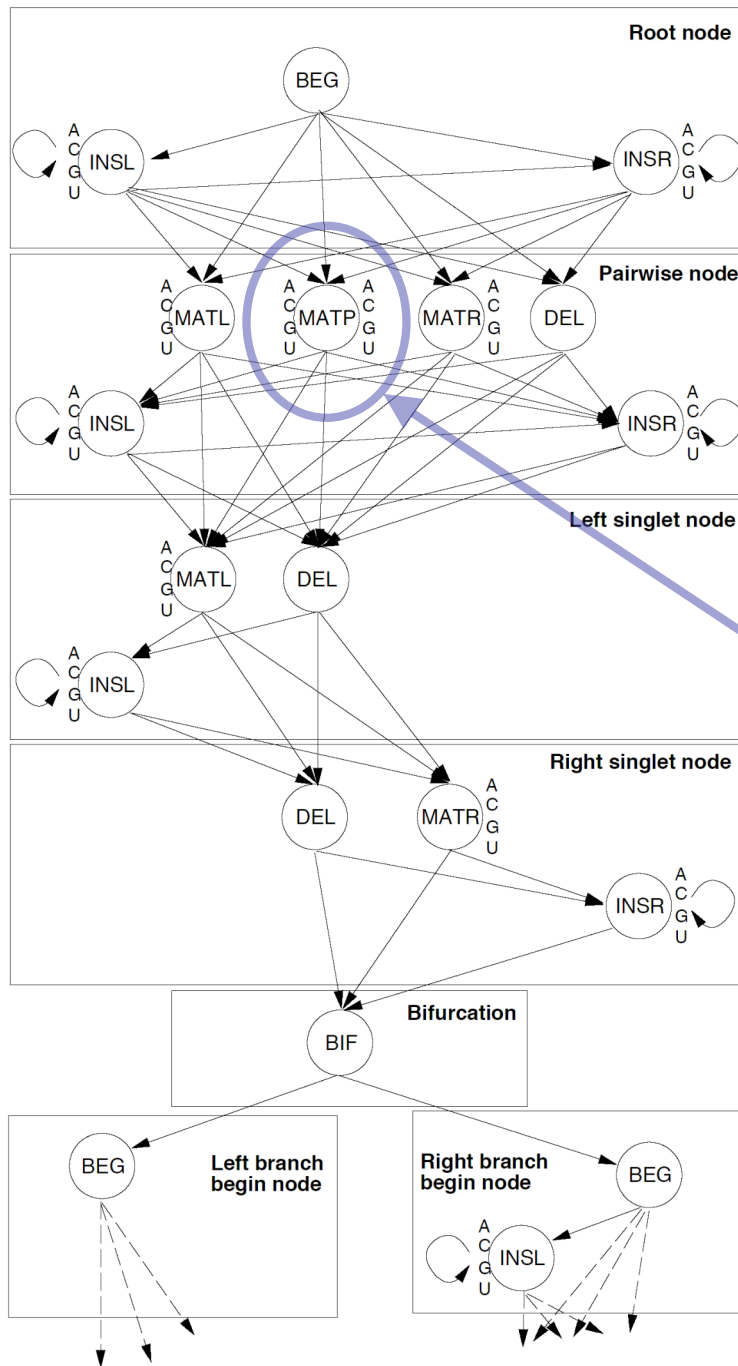 Root node
BEG
A
C
G
U
INSL
INSR
A
C
G
U
Pairwise node
A
C
G
U
MATL
A
C
G
U
MATP
A
C
G
U
MATR
A
C
G
U
DEL
A
C
G
U
INSL
INSR
A
C
G
U
Left singlet node
A
C
G
U
MATL
DEL
A
C
G
U
INSL
Right singlet node
DEL
MATR
A
C
G
U
INSR
A
C
G
U
Bifurcation
BIF
BEG
Left branch
begin node
Right branch
begin node
BEG
A
C
G
U
INSL